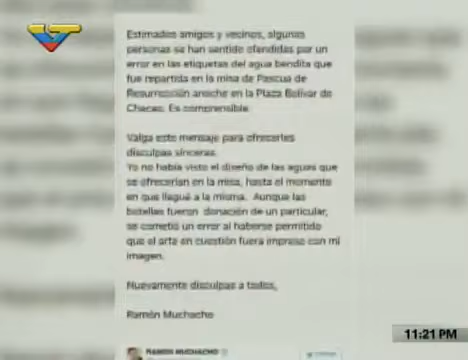 Estimados amigos y vecinos, algunas
personas se han sentido ofendidas por un
error en las etiquetas del agua bendita que
fue repartida en la misa de Pascua de
Resurrección anoche en la Plaza Bolívar de
Chacao. Es comprensible.
Valga este mensaje para ofrecerles
disculpas sinceras.
Yo no había visto el diseño de las aguas que
se ofrecerían en la misa, hasta el momento
en que llegué a la misma. Aunque las
botellas fueron donación de un particular,
se cometió un error al haberse permitido
que el arte en cuestión fuera impreso con mi
imagen.
Nuevamente disculpas a todos,
Ramón Muchacho
RAMÓN MUCHACHO
11:21 PM